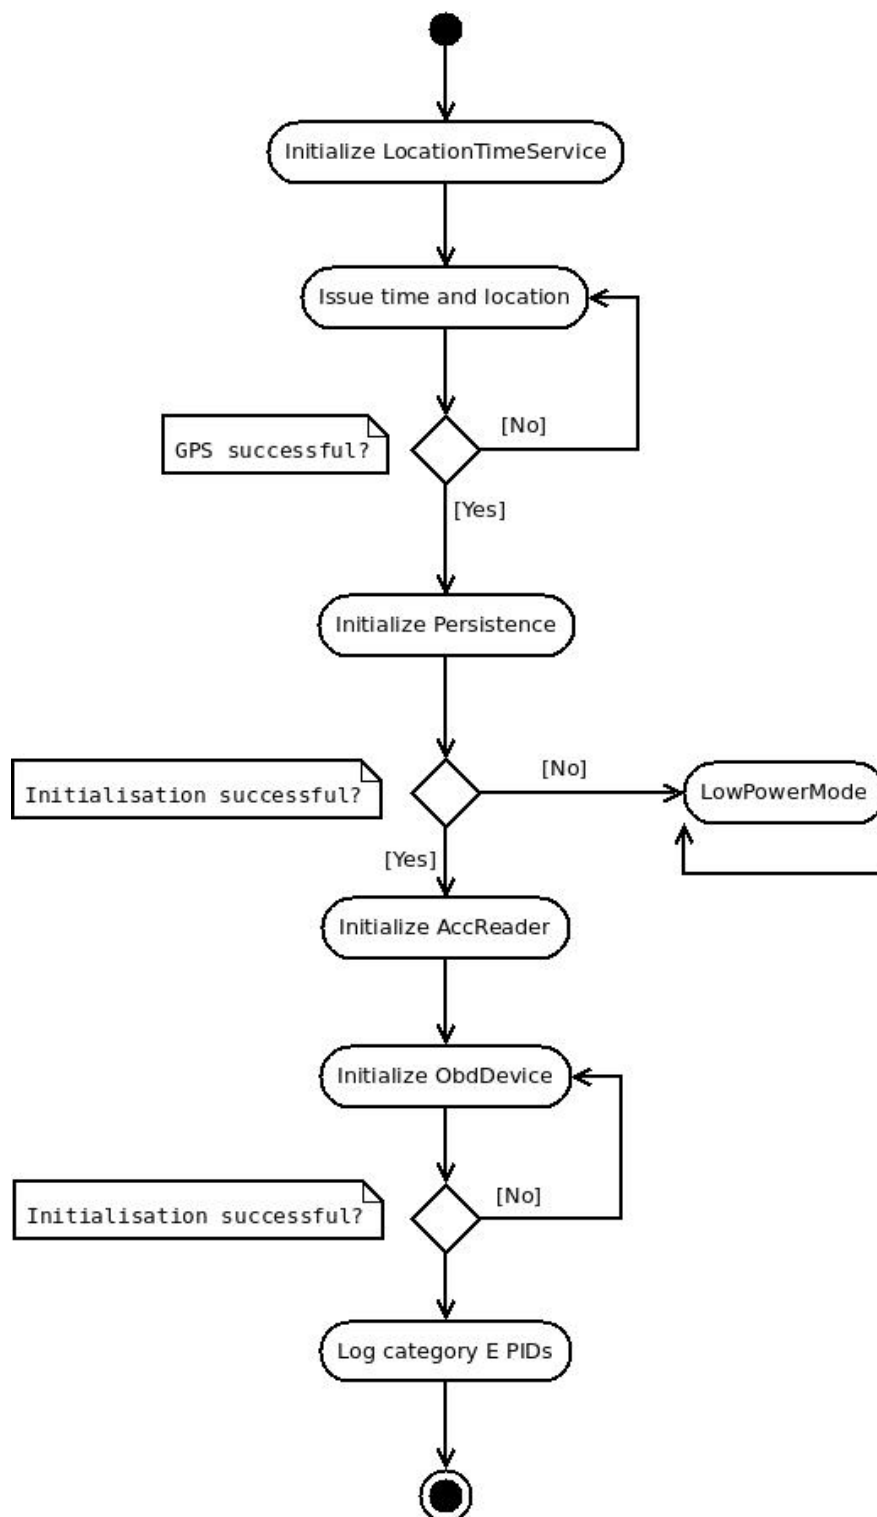 Initialize LocationTimeService
Issue time and location
[No]
GPS successful?
[Yes]
Initialize Persistence
[No]
Initialisation successful?
LowPowerMode
[Yes]
Initialize AccReader
Initialize ObdDevice
[No]
Initialisation successful?
Log category E PIDs